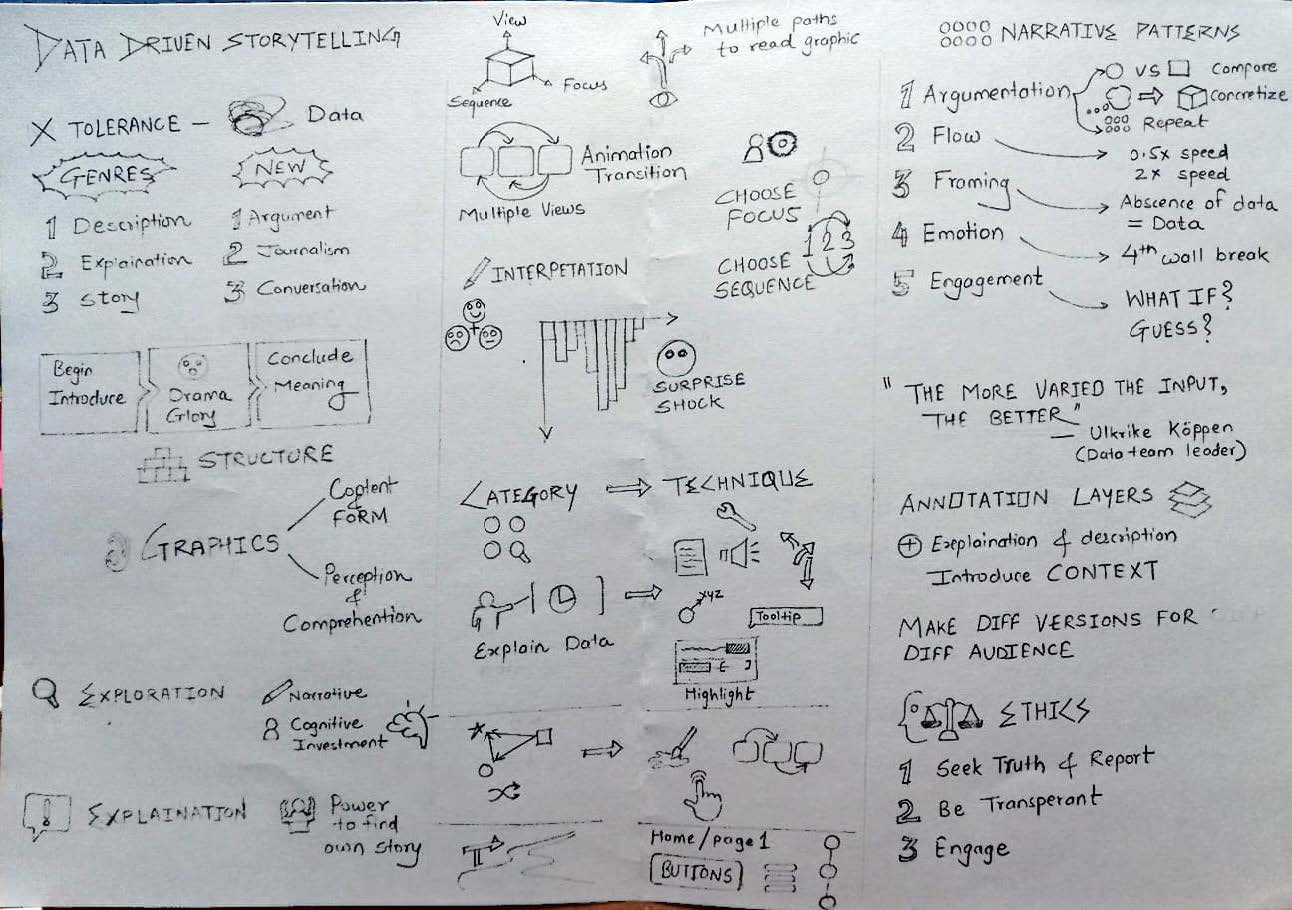 DATA DRIVEN STORYTELLING
X TOLERANCE — Data
GENRES
1 Description
2 Explaination
3 Story
NEW
1 Argument
2 Journalism
3 Conversation
Begin
Introduce
Drama
Glory
Conclude
Meaning
STRUCTURE
GRAPHICS
Content
&
FORM
Perception
&
Comprehention
EXPLORATION
Narrative
Cognitive
Investment
! EXPLAINATION
Power
to find
own story
View
Focus
Sequence
Animation
Transition
Multiple Views
INTERPETATION
SURPRISE
SHOCK
Multiple paths
to read graphic
CHOOSE
FOCUS
CHOOSE
SEQUENCE
1 2 3
CATEGORY
Explain Data
TECHNIQUE
xyz
Tooltip
Highlight
Home/page 1
BUTTONS
NARRATIVE PATTERNS
1 Argumentation
VS Compare
Concretize
Repeat
2 Flow
0.5x speed
2x speed
3 Framing
Abscence of data
= Data
4 Emotion
4th wall break
5 Engagement
WHAT IF?
GUESS?
"THE MORE VARIED THE INPUT,
THE BETTER"
— Ulkrike Köppen
(Data team leader)
ANNOTATION LAYERS
+ Exeplaination & description
Introduce CONTEXT
MAKE DIFF VERSIONS FOR
DIFF AUDIENCE
ETHICS
1 Seek Truth & Report
2 Be Transperant
3 Engage